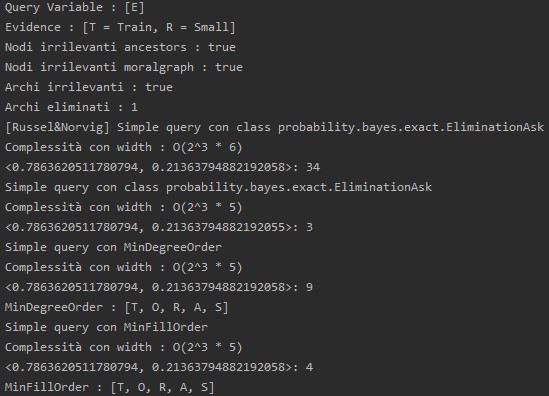 Query Variable : [E]
Evidence : [T = Train, R = Small]
Nodi irrilevanti ancestors : true
Nodi irrilevanti moralgraph : true
Archi irrilevanti : true
Archi eliminati : 1
[Russel&Norvig] Simple query con class probability.bayes.exact.EliminationAsk
Complessità con width : O(2^3 * 6)
<0.7863620511780794, 0.21363794882192058>: 34
Simple query con class probability.bayes.exact.EliminationAsk
Complessità con width : O(2^3 * 5)
<0.7863620511780794, 0.21363794882192055>: 3
Simple query con MinDegreeOrder
Complessità con width : O(2^3 * 5)
<0.7863620511780794, 0.21363794882192058>: 9
MinDegreeOrder : [T, O, R, A, S]
Simple query con MinFillOrder
Complessità con width : O(2^3 * 5)
<0.7863620511780794, 0.21363794882192058>: 4
MinFillOrder : [T, O, R, A, S]